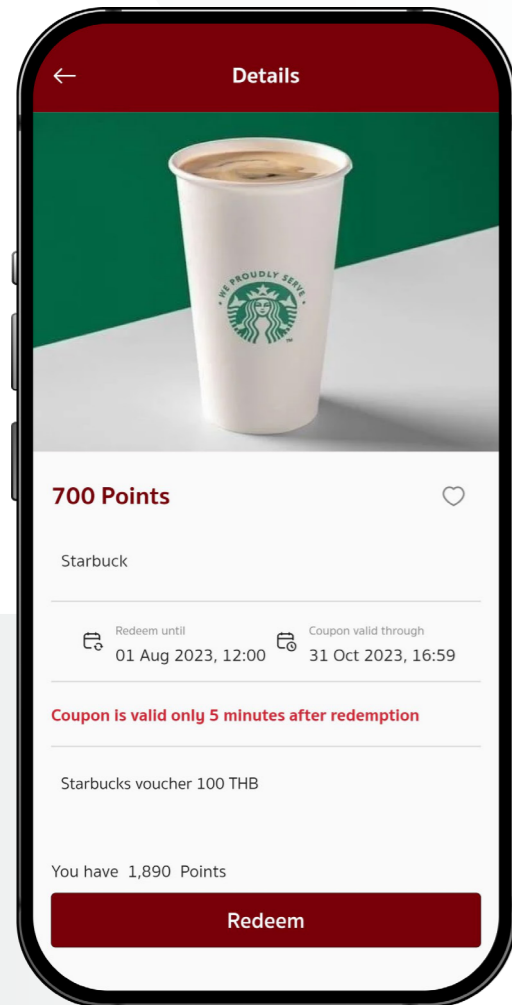 Details
WE PROUDLY SERVE
TM
700 Points
Starbuck
Redeem until
01 Aug 2023, 12:00
Coupon valid through
31 Oct 2023, 16:59
Coupon is valid only 5 minutes after redemption
Starbucks voucher 100 THB
You have 1,890 Points
Redeem